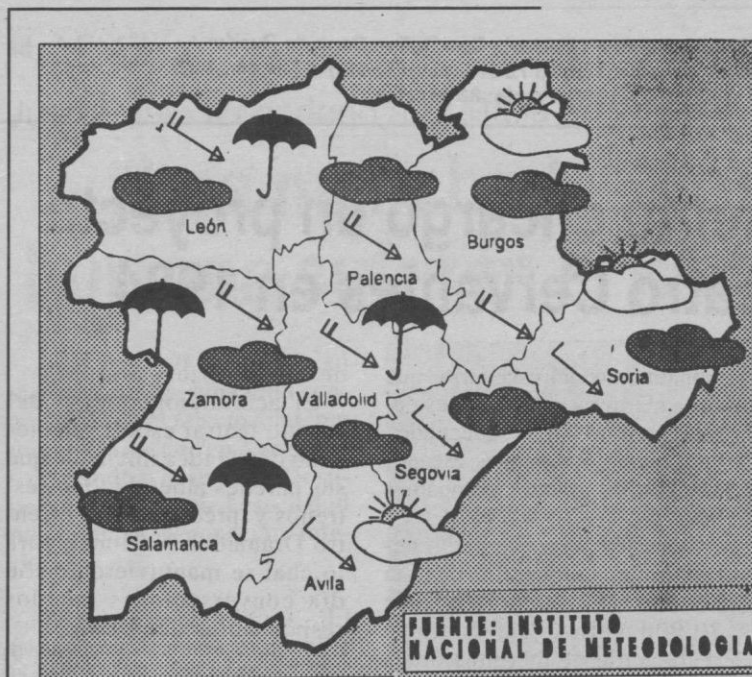 León
Burgos
Palencia
Soria
Zamora
Valladolid
Segovia
Salamanca
Avila
FUENTE: INSTITUTO
NACIONAL DE METEOROLOGIA